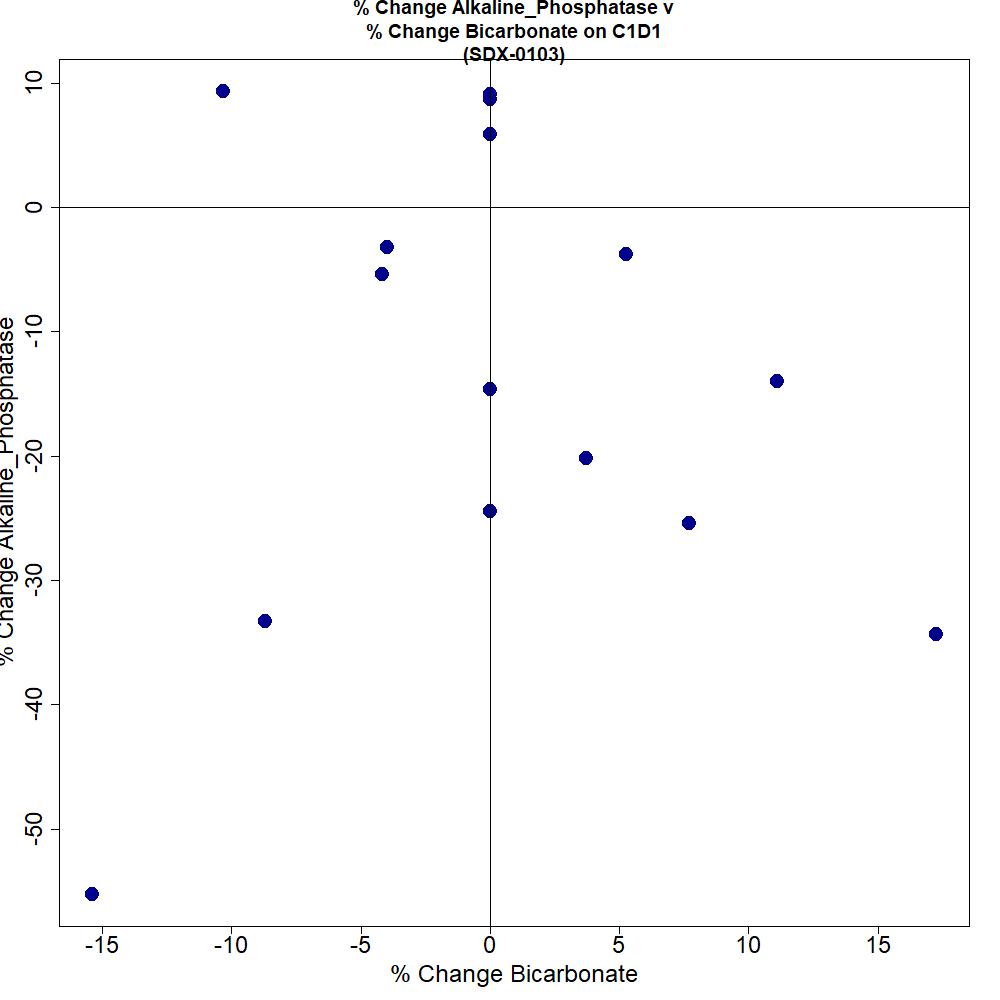 % Change Alkaline_Phosphatase v
% Change Bicarbonate on C1D1
(SDX-0103)
10
0
-10
-20
-30
-40
-50
% Change Alkaline_Phosphatase
-15
-10
-5
0
5
10
15
% Change Bicarbonate